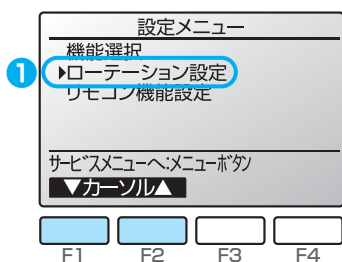 設定メニュー
機能選択
❶ ▶ローテーション設定
リモコン機能設定
サービスメニューへ:メニューボタン
▼カーソル▲
F1 F2 F3 F4